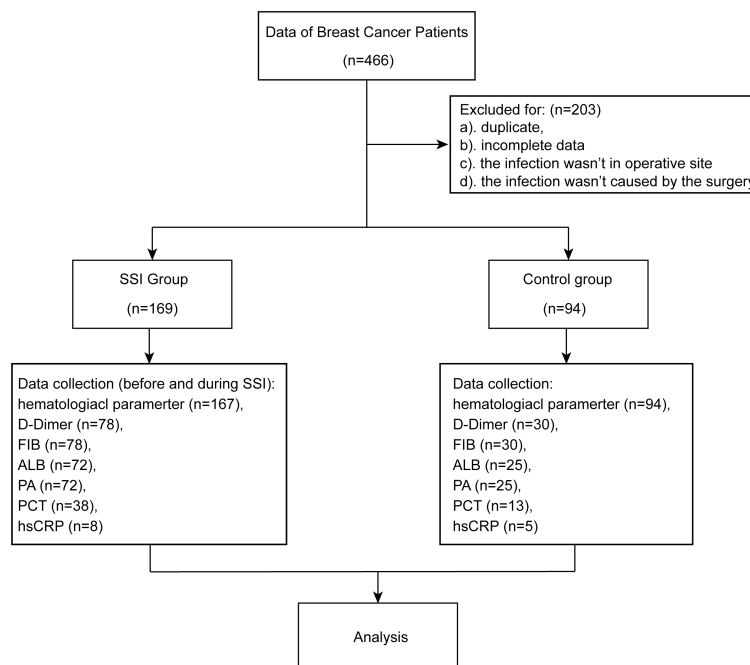 Data of Breast Cancer Patients
(n=466)
Excluded for: (n=203)
a). duplicate,
b). incomplete data
c). the infection wasn't in operative site
d). the infection wasn't caused by the surgery
SSI Group
(n=169)
Control group
(n=94)
Data collection (before and during SSI):
hematologiacl paramerter (n=167),
D-Dimer (n=78),
FIB (n=78),
ALB (n=72),
PA (n=72),
PCT (n=38),
hsCRP (n=8)
Data collection:
hematologiacl paramerter (n=94),
D-Dimer (n=30),
FIB (n=30),
ALB (n=25),
PA (n=25),
PCT (n=13),
hsCRP (n=5)
Analysis